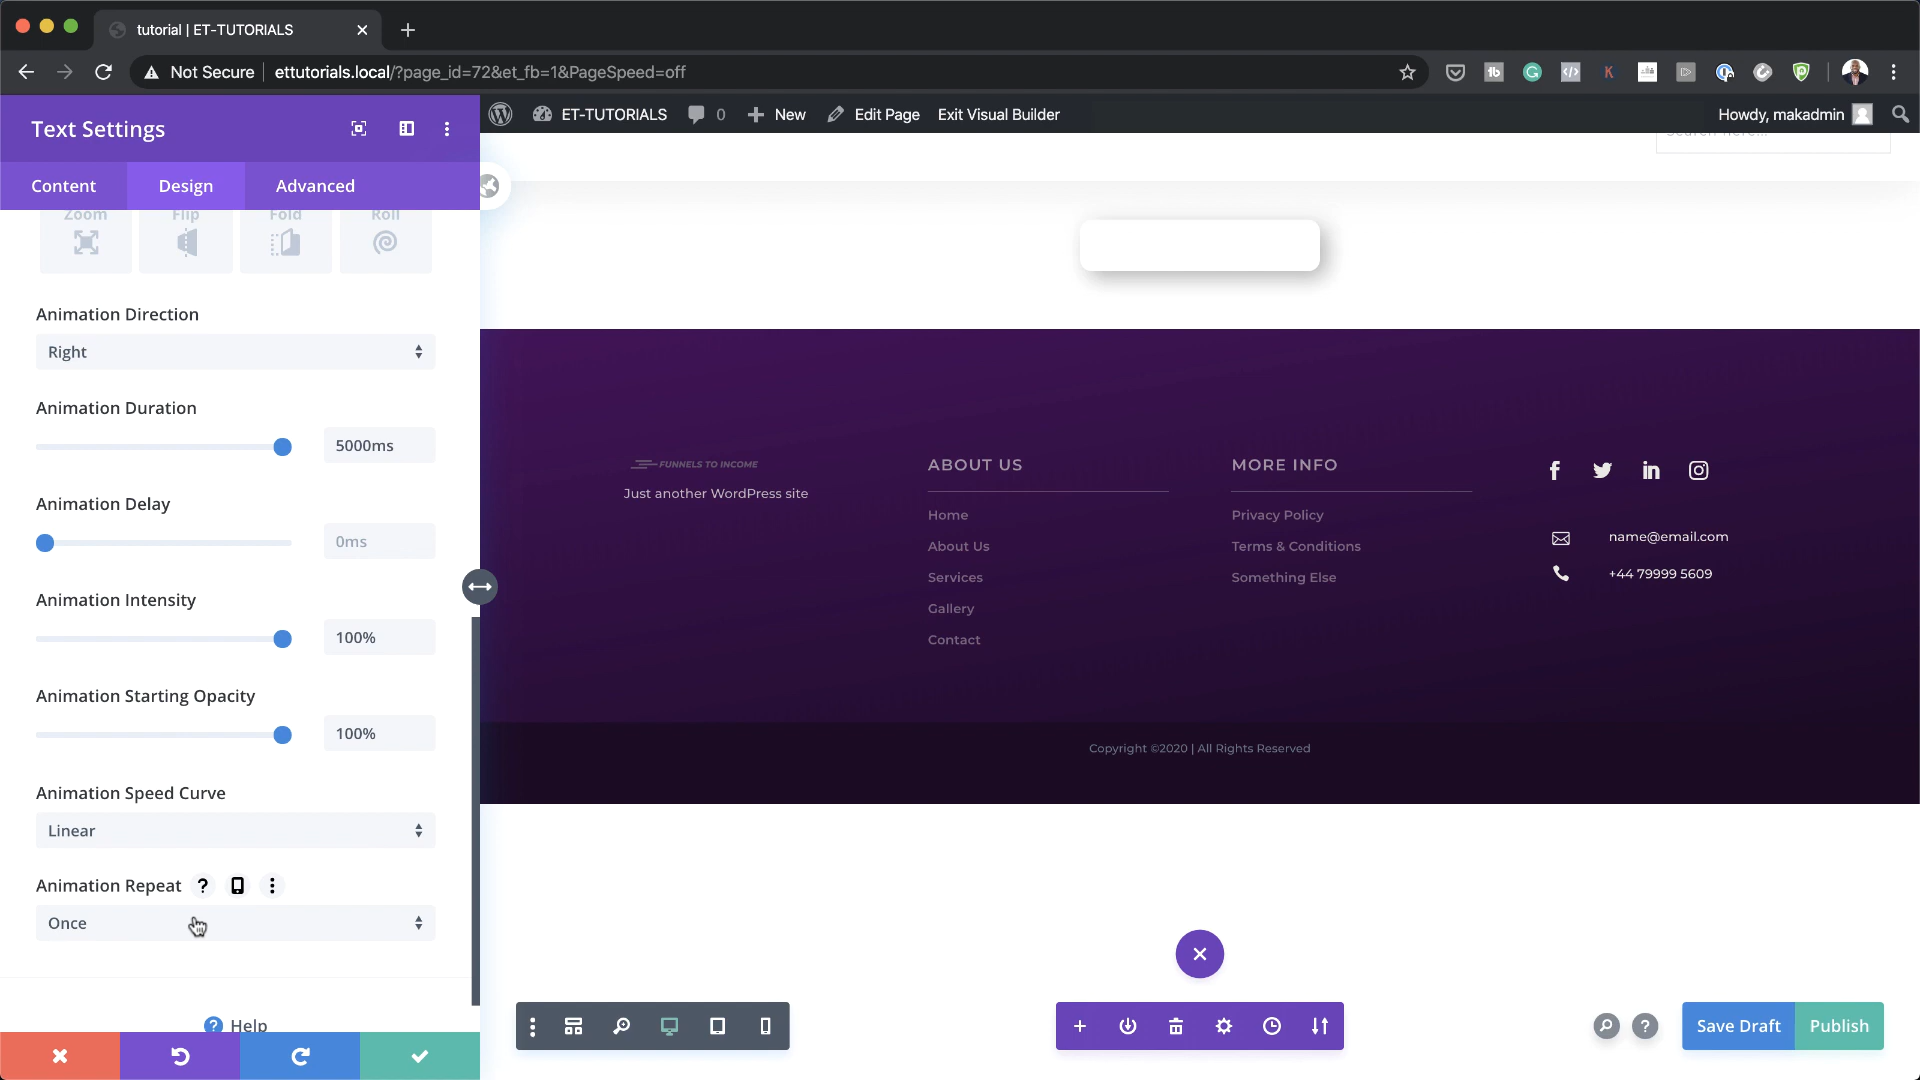 tutorial | ET-TUTORIALS
Not Secure
ettutorials.local/?page_id=72&et_fb=1&PageSpeed=off
ET-TUTORIALS
0
New
Edit Page
Exit Visual Builder
Howdy, makadmin
Text Settings
Content
Design
Advanced
Search here...
Zoom
Flip
Fold
Roll
Animation Direction
Right
Animation Duration
5000ms
Animation Delay
0ms
Animation Intensity
100%
Animation Starting Opacity
100%
Animation Speed Curve
Linear
Animation Repeat
Once
Help
FUNNELS TO INCOME
Just another WordPress site
ABOUT US
Home
About Us
Services
Gallery
Contact
MORE INFO
Privacy Policy
Terms & Conditions
Something Else
name@email.com
+44 79999 5609
Copyright ©2020 | All Rights Reserved
Save Draft
Publish